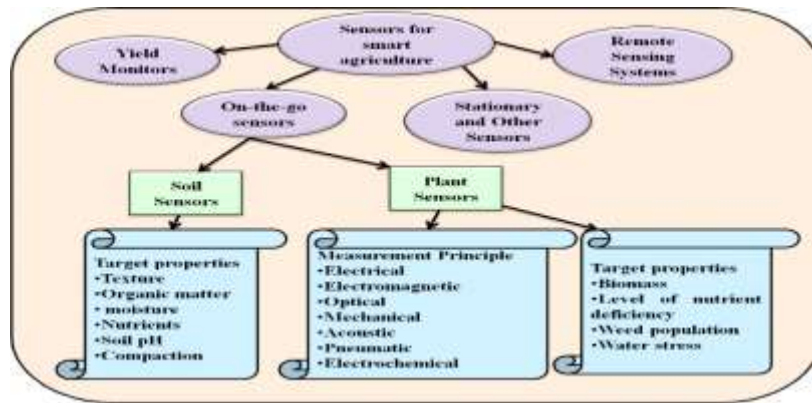 Sensors for
smart
agriculture
Yield
Monitors
Remote
Sensing
Systems
On-the-go
sensors
Stationary
and Other
Sensors
Soil
Sensors
Plant
Sensors
Target properties
•Texture
•Organic matter
• moisture
•Nutrients
•Soil pH
•Compaction
Measurement Principle
•Electrical
•Electromagnetic
•Optical
•Mechanical
•Acoustic
•Pneumatic
•Electrochemical
Target properties
•Biomass
•Level of nutrient
deficiency
•Weed population
•Water stress